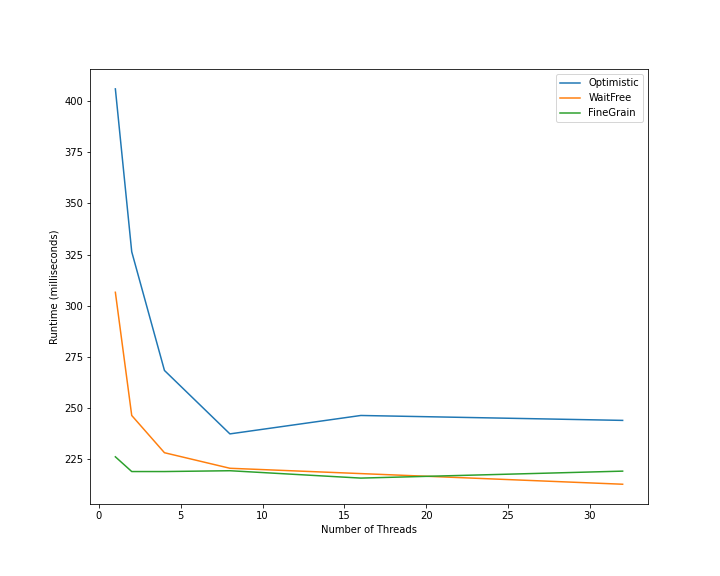 Optimistic
WaitFree
FineGrain
400
375
350
325
300
275
250
225
Runtime (milliseconds)
0 5 10 15 20 25 30
Number of Threads